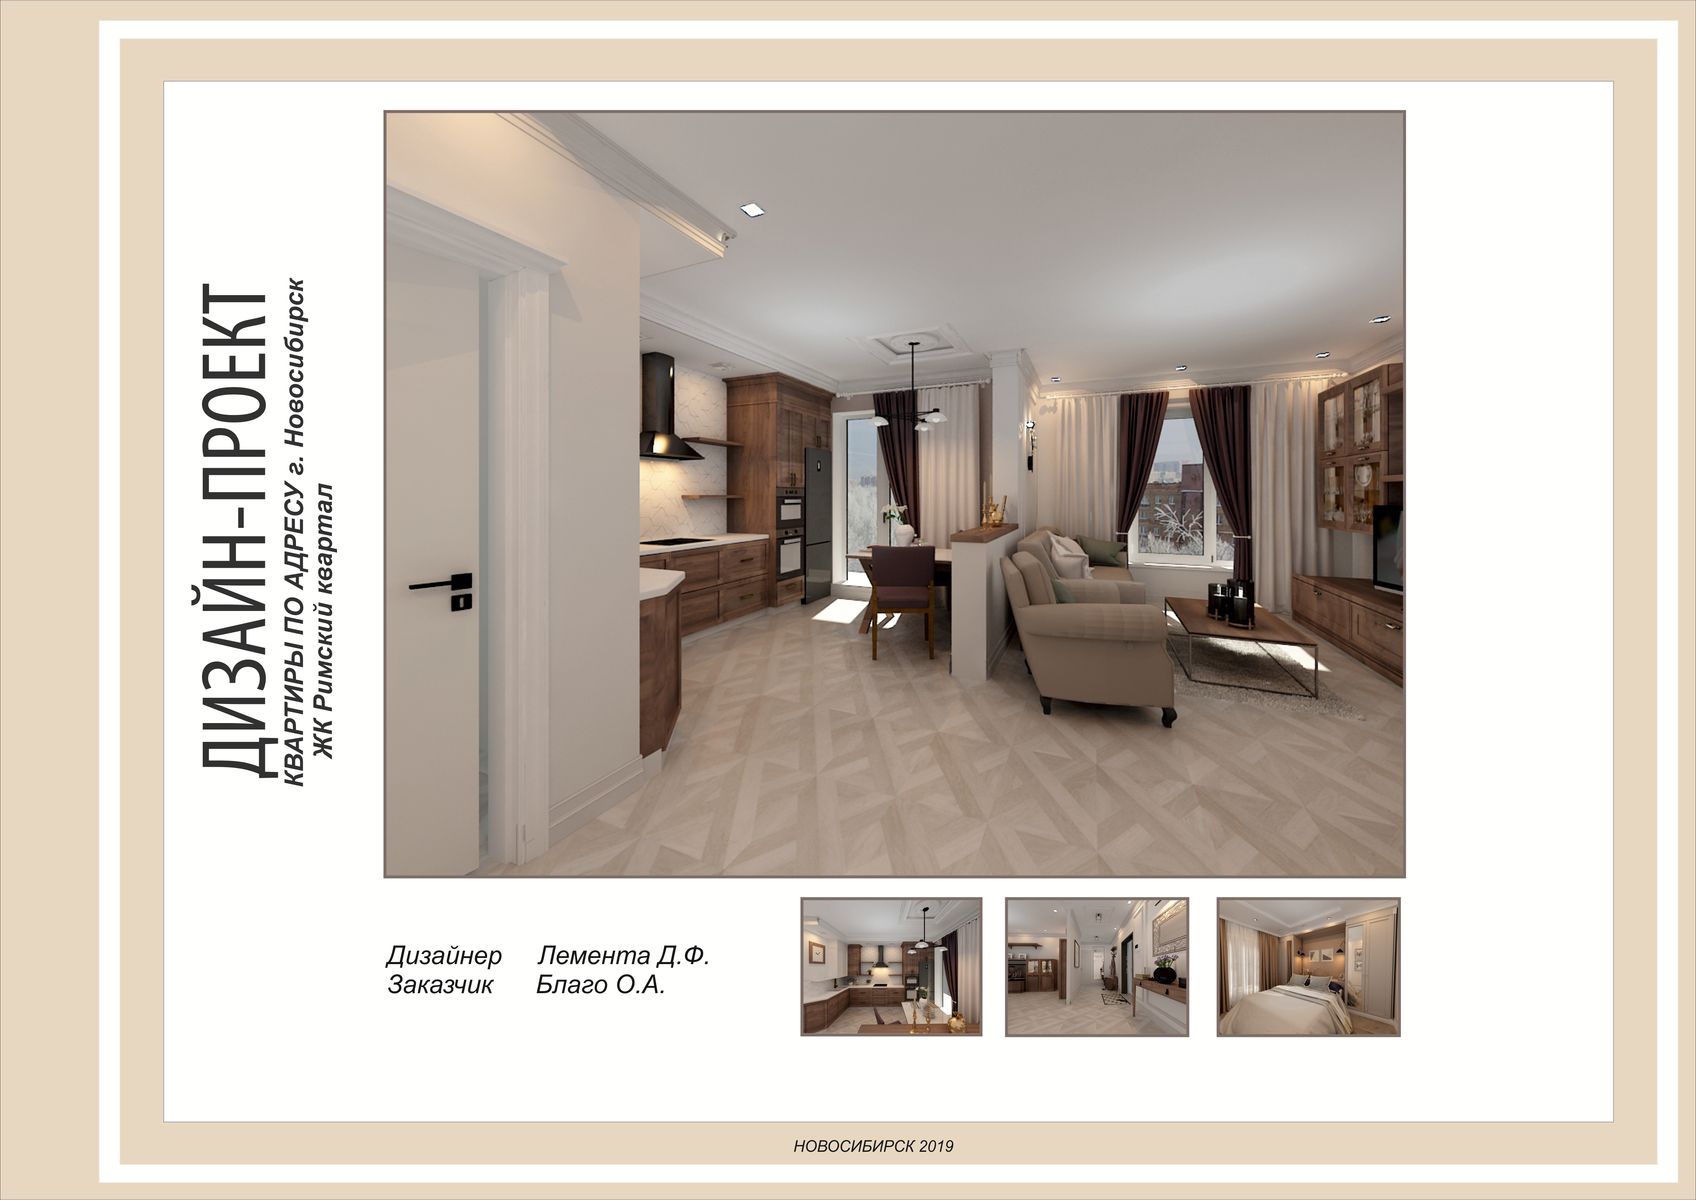 ДИЗАЙН-ПРОЕКТ
КВАРТИРЫ ПО АДРЕСУ г. Новосибирск
ЖК Римский квартал
Дизайнер Лемента Д.Ф.
Заказчик Благо О.А.
НОВОСИБИРСК 2019